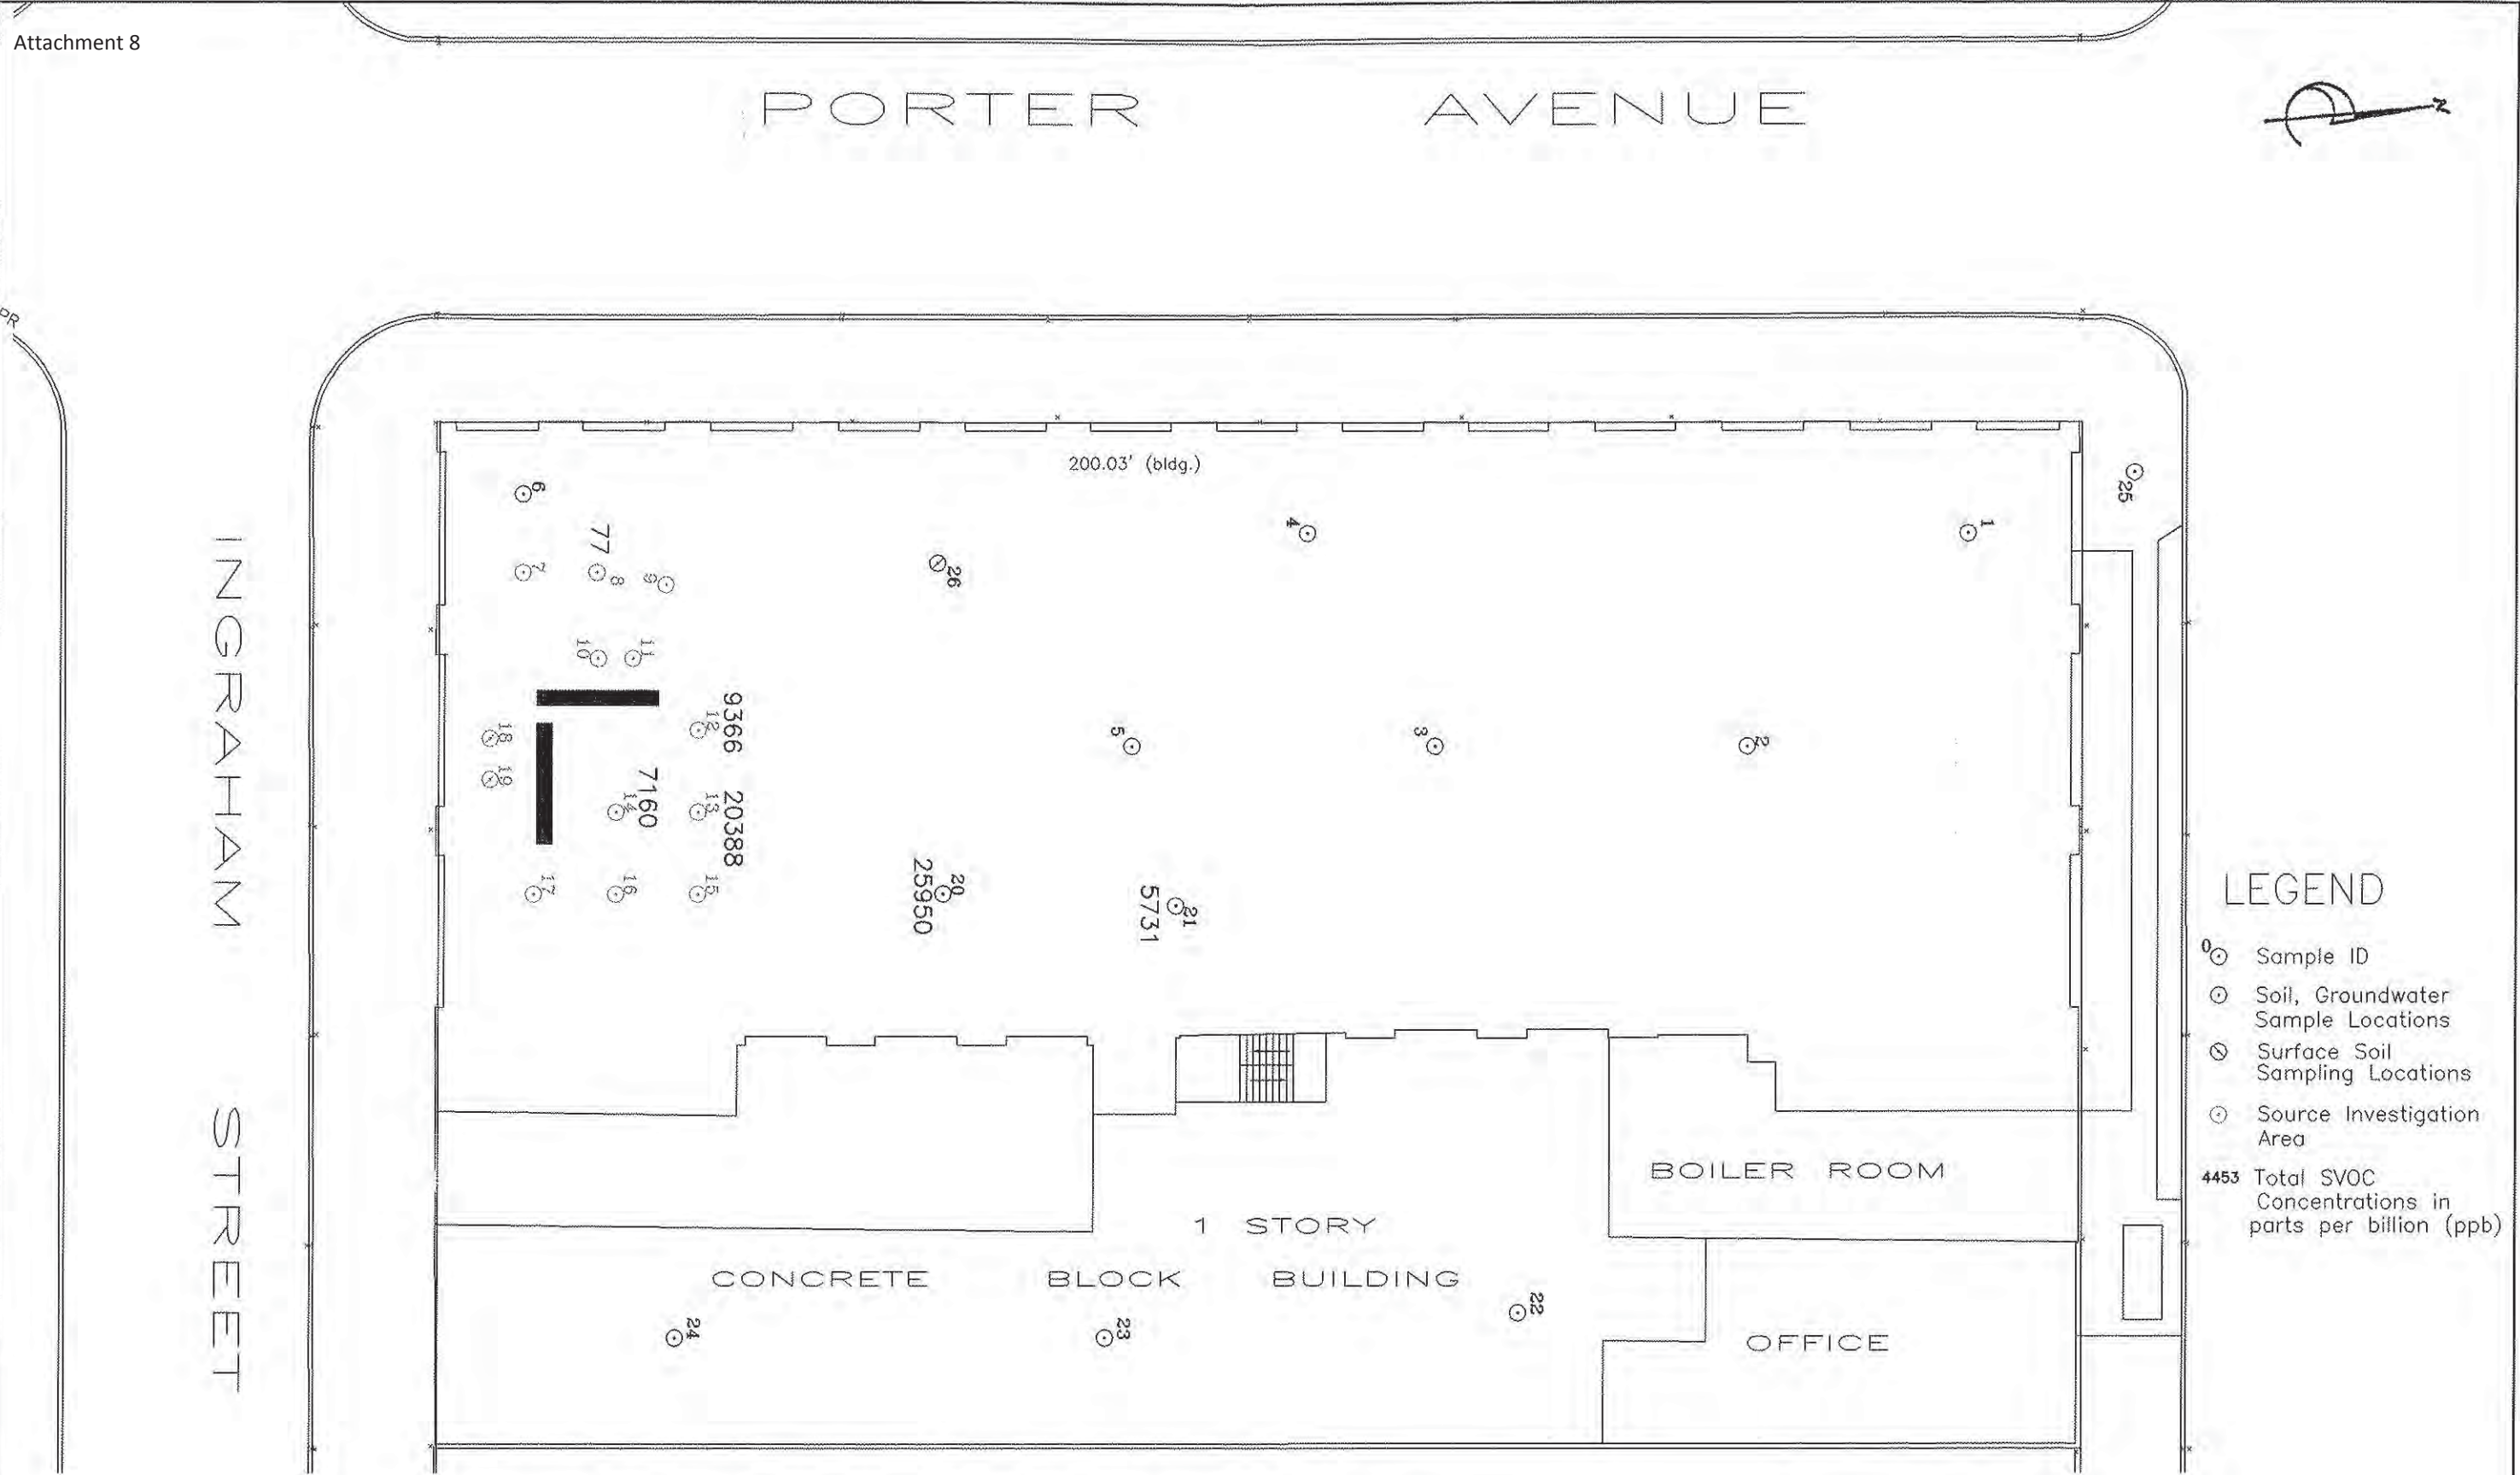 Attachment 8
PORTER AVENUE
N
PR
200.03' (bldg.)
6
25
4
1
77
7
8
9
26
10
11
INGRAHAM STREET
9366
12
18
5
3
2
19
7160
14
13
20388
17
16
15
20
25950
21
5731
LEGEND
0
Sample ID
Soil, Groundwater
Sample Locations
Surface Soil
Sampling Locations
Source Investigation
Area
4453 Total SVOC
Concentrations in
parts per billion (ppb)
BOILER ROOM
1 STORY
CONCRETE BLOCK BUILDING
22
24
23
OFFICE